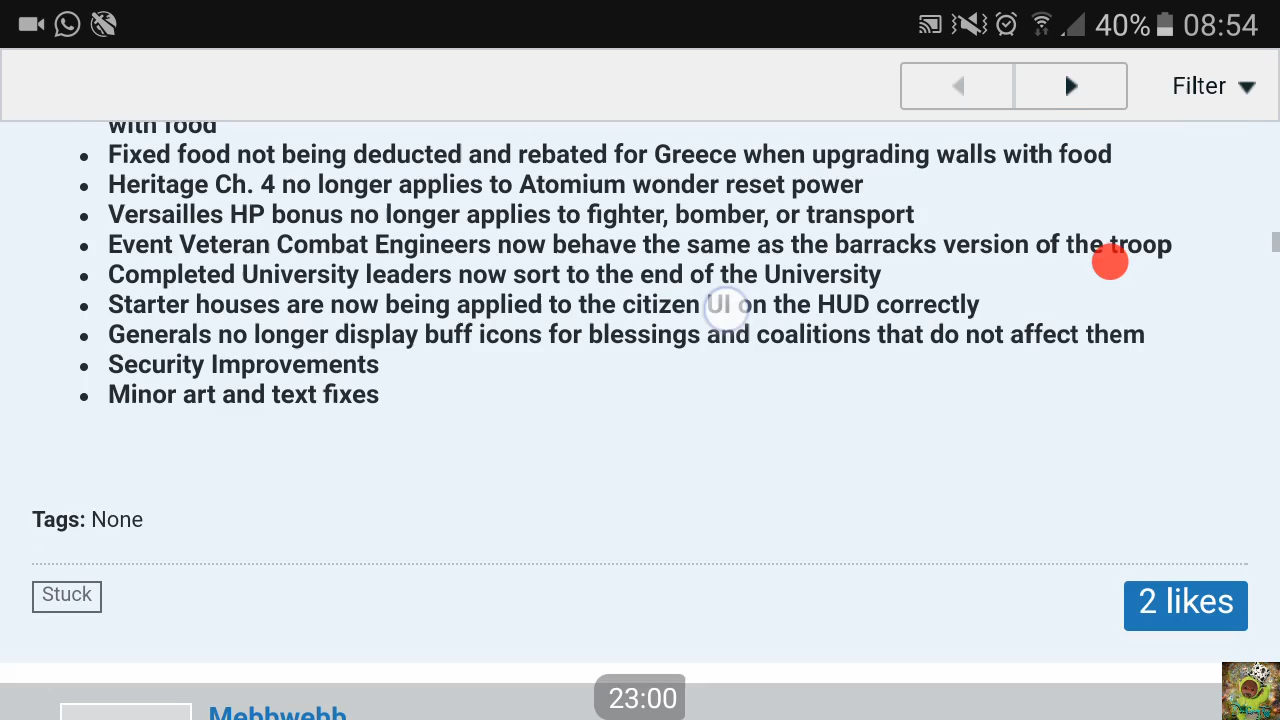 40% 08:54
Filter
with food
Fixed food not being deducted and rebated for Greece when upgrading walls with food
Heritage Ch. 4 no longer applies to Atomium wonder reset power
Versailles HP bonus no longer applies to fighter, bomber, or transport
Event Veteran Combat Engineers now behave the same as the barracks version of the troop
Completed University leaders now sort to the end of the University
Starter houses are now being applied to the citizen UI on the HUD correctly
Generals no longer display buff icons for blessings and coalitions that do not affect them
Security Improvements
Minor art and text fixes
Tags: None
Stuck
2 likes
23:00
Mebbwebb